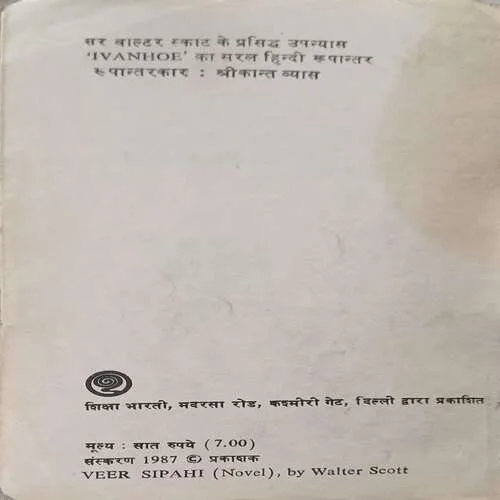 सर वाल्टर स्काट के प्रसिद्ध उपन्यास
'IVANHOE' का सरल हिन्दी रूपान्तर
रूपान्तरकार : श्रीकान्त व्यास
शिक्षा भारती, मदरसा रोड, कश्मीरी गेट, दिल्ली द्वारा प्रकाशित
मूल्य : सात रुपये (7.00)
संस्करण 1987 © प्रकाशक
VEER SIPAHI (Novel), by Walter Scott